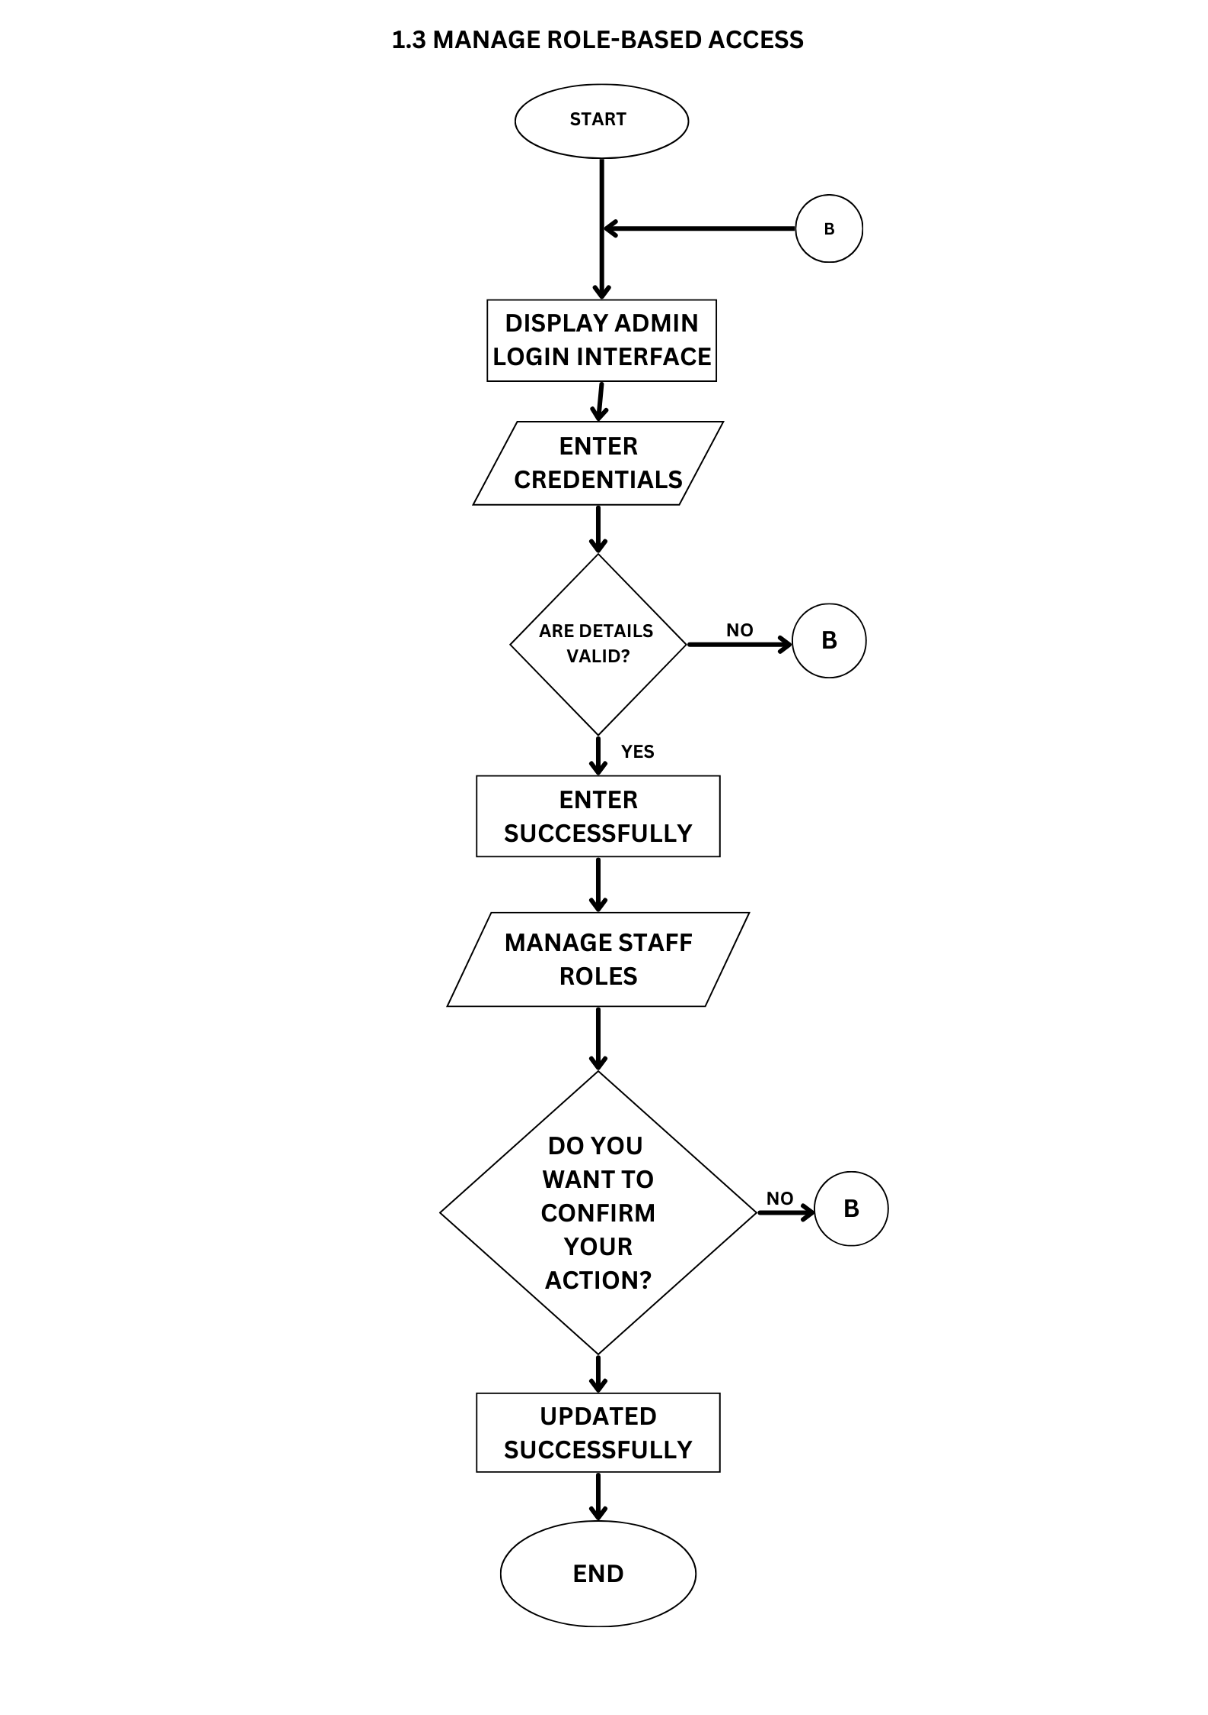 1.3 MANAGE ROLE-BASED ACCESS
START
B
DISPLAY ADMIN
LOGIN INTERFACE
ENTER
CREDENTIALS
ARE DETAILS
VALID?
NO
B
YES
ENTER
SUCCESSFULLY
MANAGE STAFF
ROLES
DO YOU
WANT TO
CONFIRM
YOUR
ACTION?
NO
B
UPDATED
SUCCESSFULLY
END